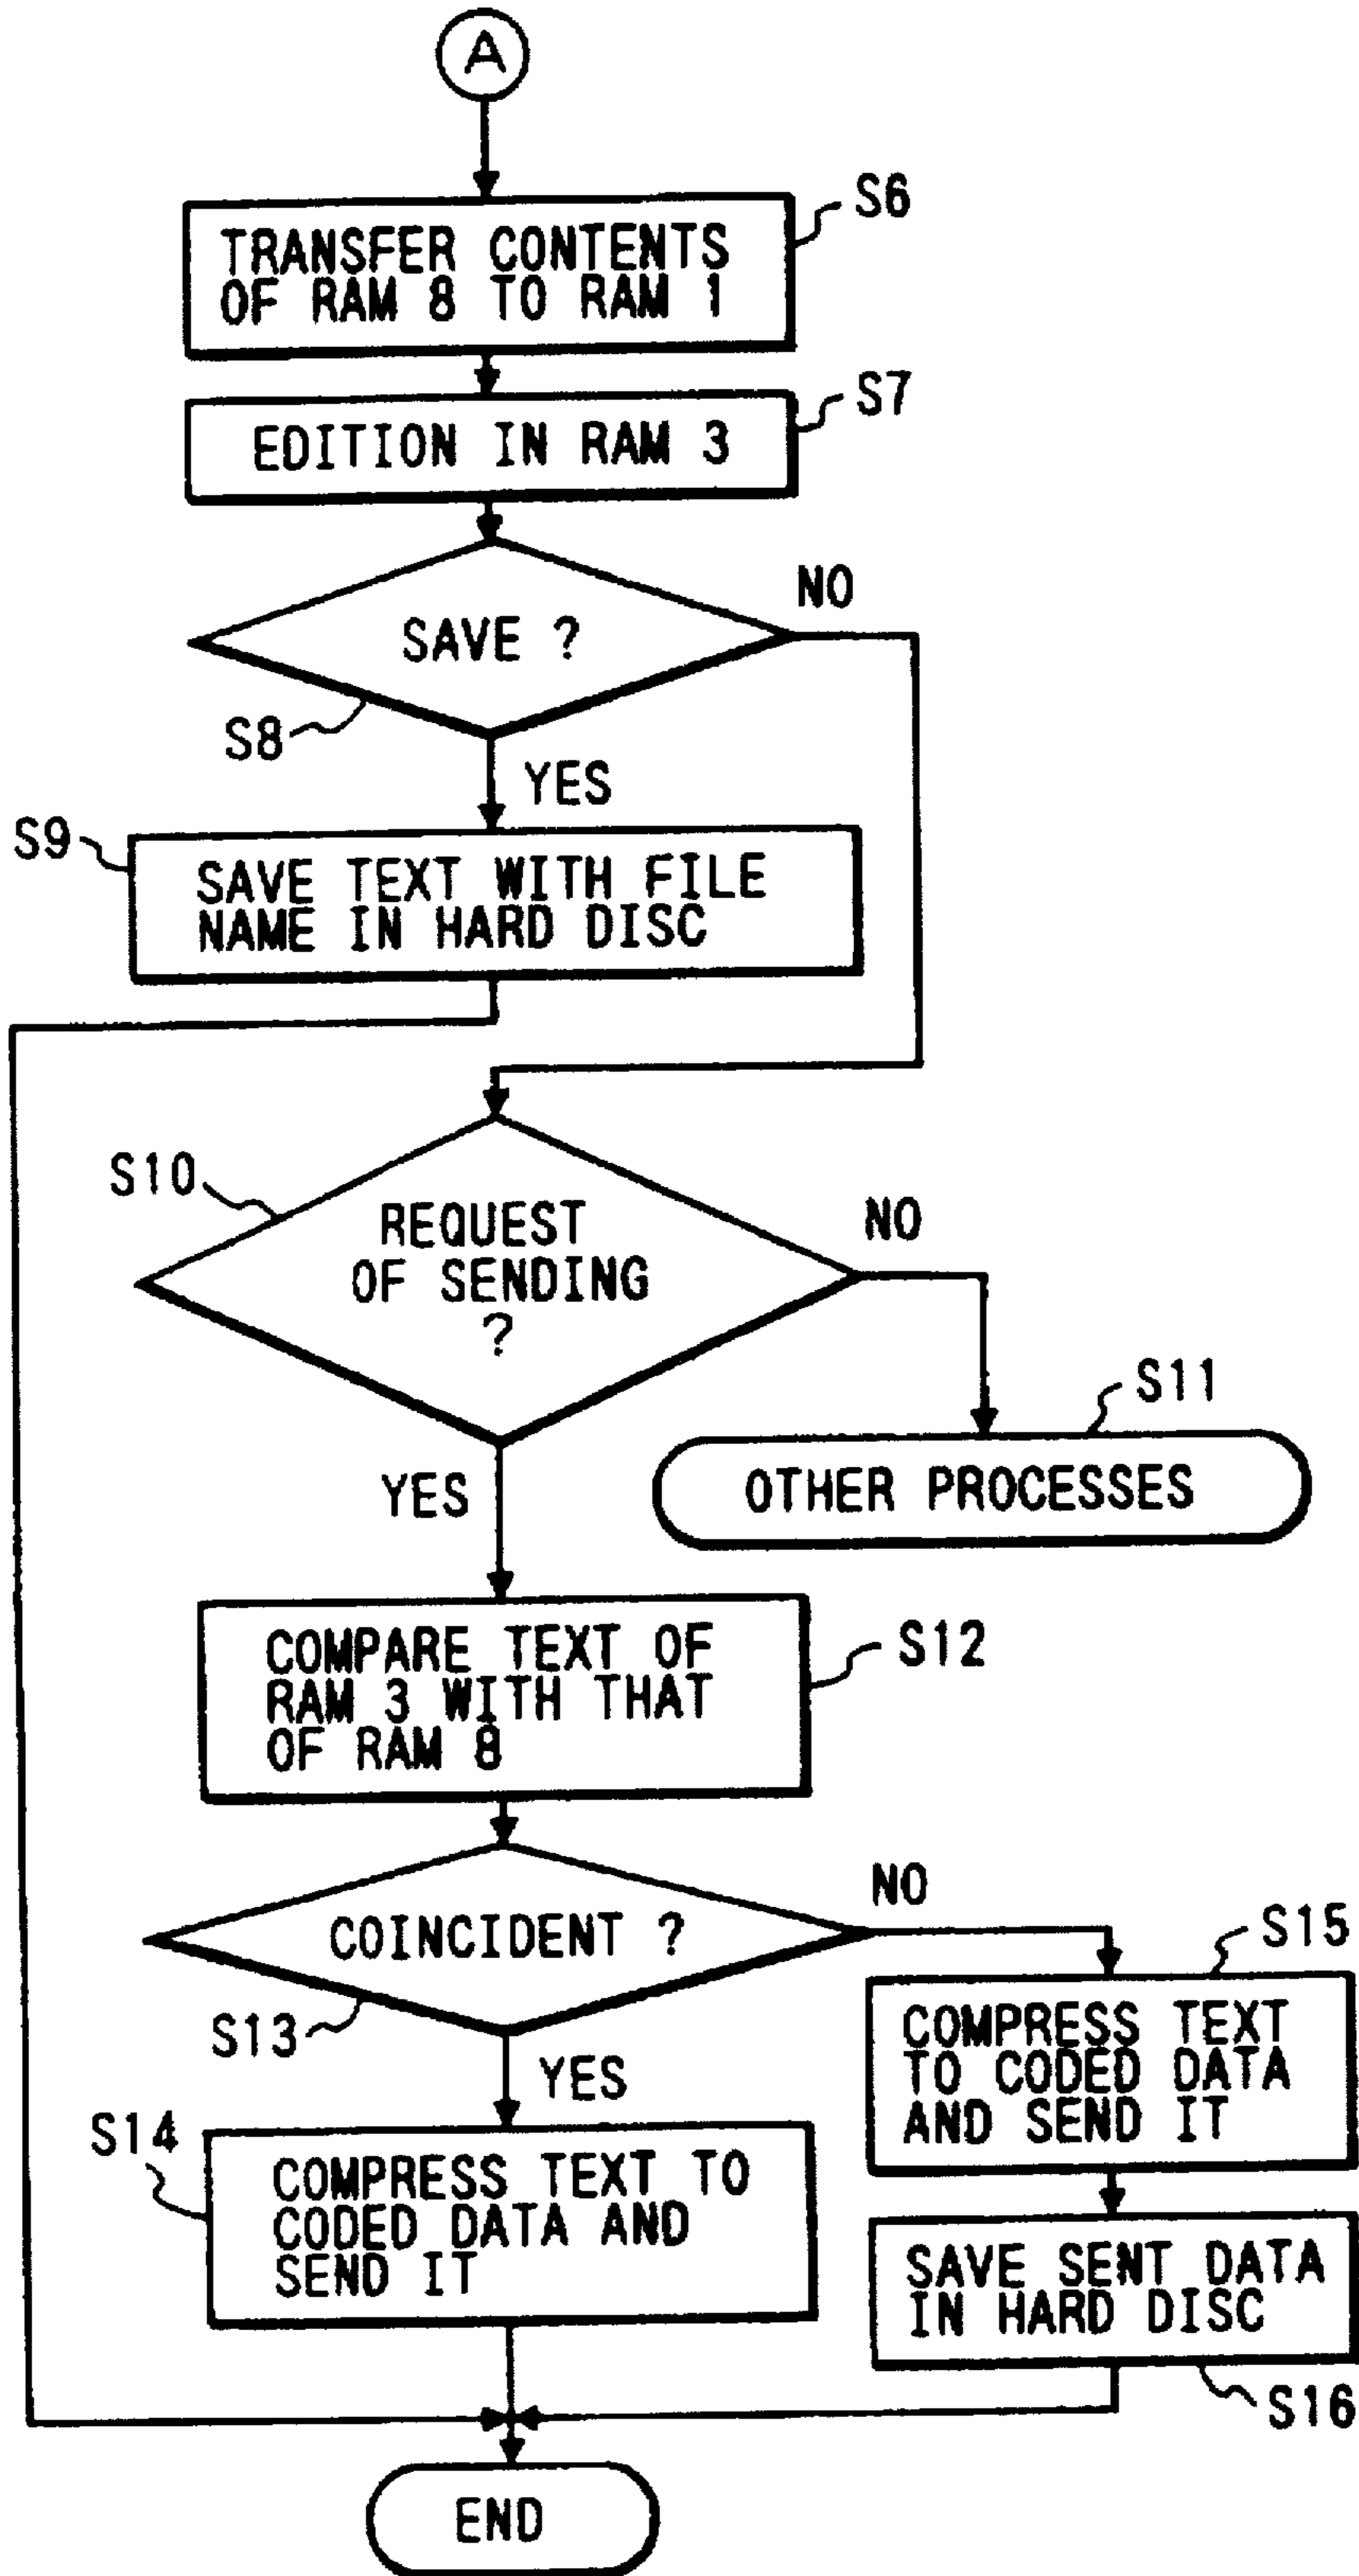 A
S6
TRANSFER CONTENTS
OF RAM 8 TO RAM 1
S7
EDITION IN RAM 3
NO
SAVE ?
S8
YES
S9
SAVE TEXT WITH FILE
NAME IN HARD DISC
S10
REQUEST
OF SENDING
?
NO
S11
YES
OTHER PROCESSES
COMPARE TEXT OF
RAM 3 WITH THAT
OF RAM 8
S12
NO
COINCIDENT ?
S13
YES
S15
COMPRESS TEXT
TO CODED DATA
AND SEND IT
S14
COMPRESS TEXT TO
CODED DATA AND
SEND IT
SAVE SENT DATA
IN HARD DISC
S16
END